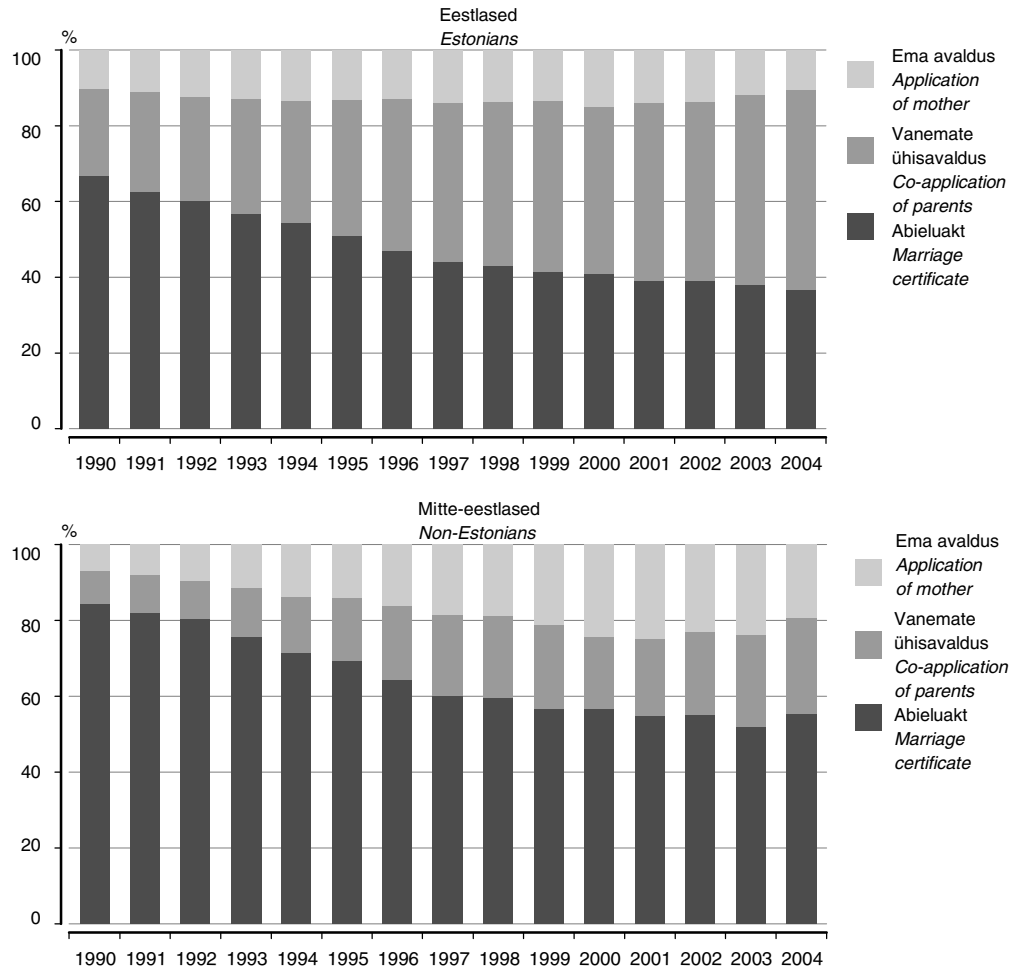 Eestlased
Estonians
%
100
80
60
40
20
0
1990 1991 1992 1993 1994 1995 1996 1997 1998 1999 2000 2001 2002 2003 2004
Ema avaldus
Application
of mother
Vanemate
ühisavaldus
Co-application
of parents
Abieluakt
Marriage
certificate
Mitte-eestlased
Non-Estonians
%
100
80
60
40
20
0
1990 1991 1992 1993 1994 1995 1996 1997 1998 1999 2000 2001 2002 2003 2004
Ema avaldus
Application
of mother
Vanemate
ühisavaldus
Co-application
of parents
Abieluakt
Marriage
certificate